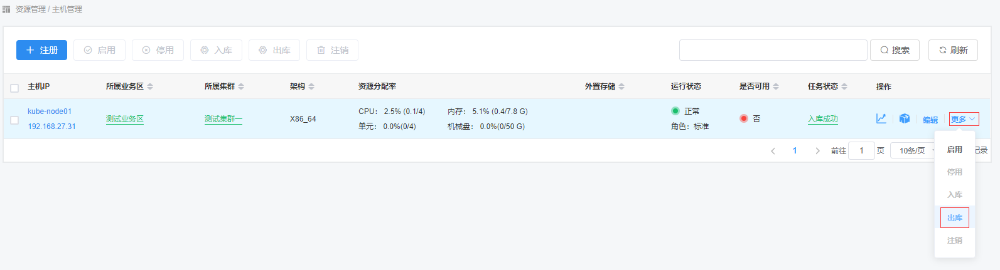 资源管理 / 主机管理
注册 启用 停用 入库 出库 注销 搜索 刷新
主机IP 所属业务区 所属集群 架构 资源分配率 外置存储 运行状态 是否可用 任务状态 操作
kube-node01 CPU： 2.5% (0.1/4) 内存： 5.1% (0.4/7.8 G) 正常
测试业务区 测试集群一 X86_64 否 入库成功 编辑 更多
192.168.27.31 单元： 0.0%(0/4) 机械盘： 0.0%(0/50 G) 角色：标准
1 前往 1 页 10条/页 记录
启用
停用
入库
出库
注销